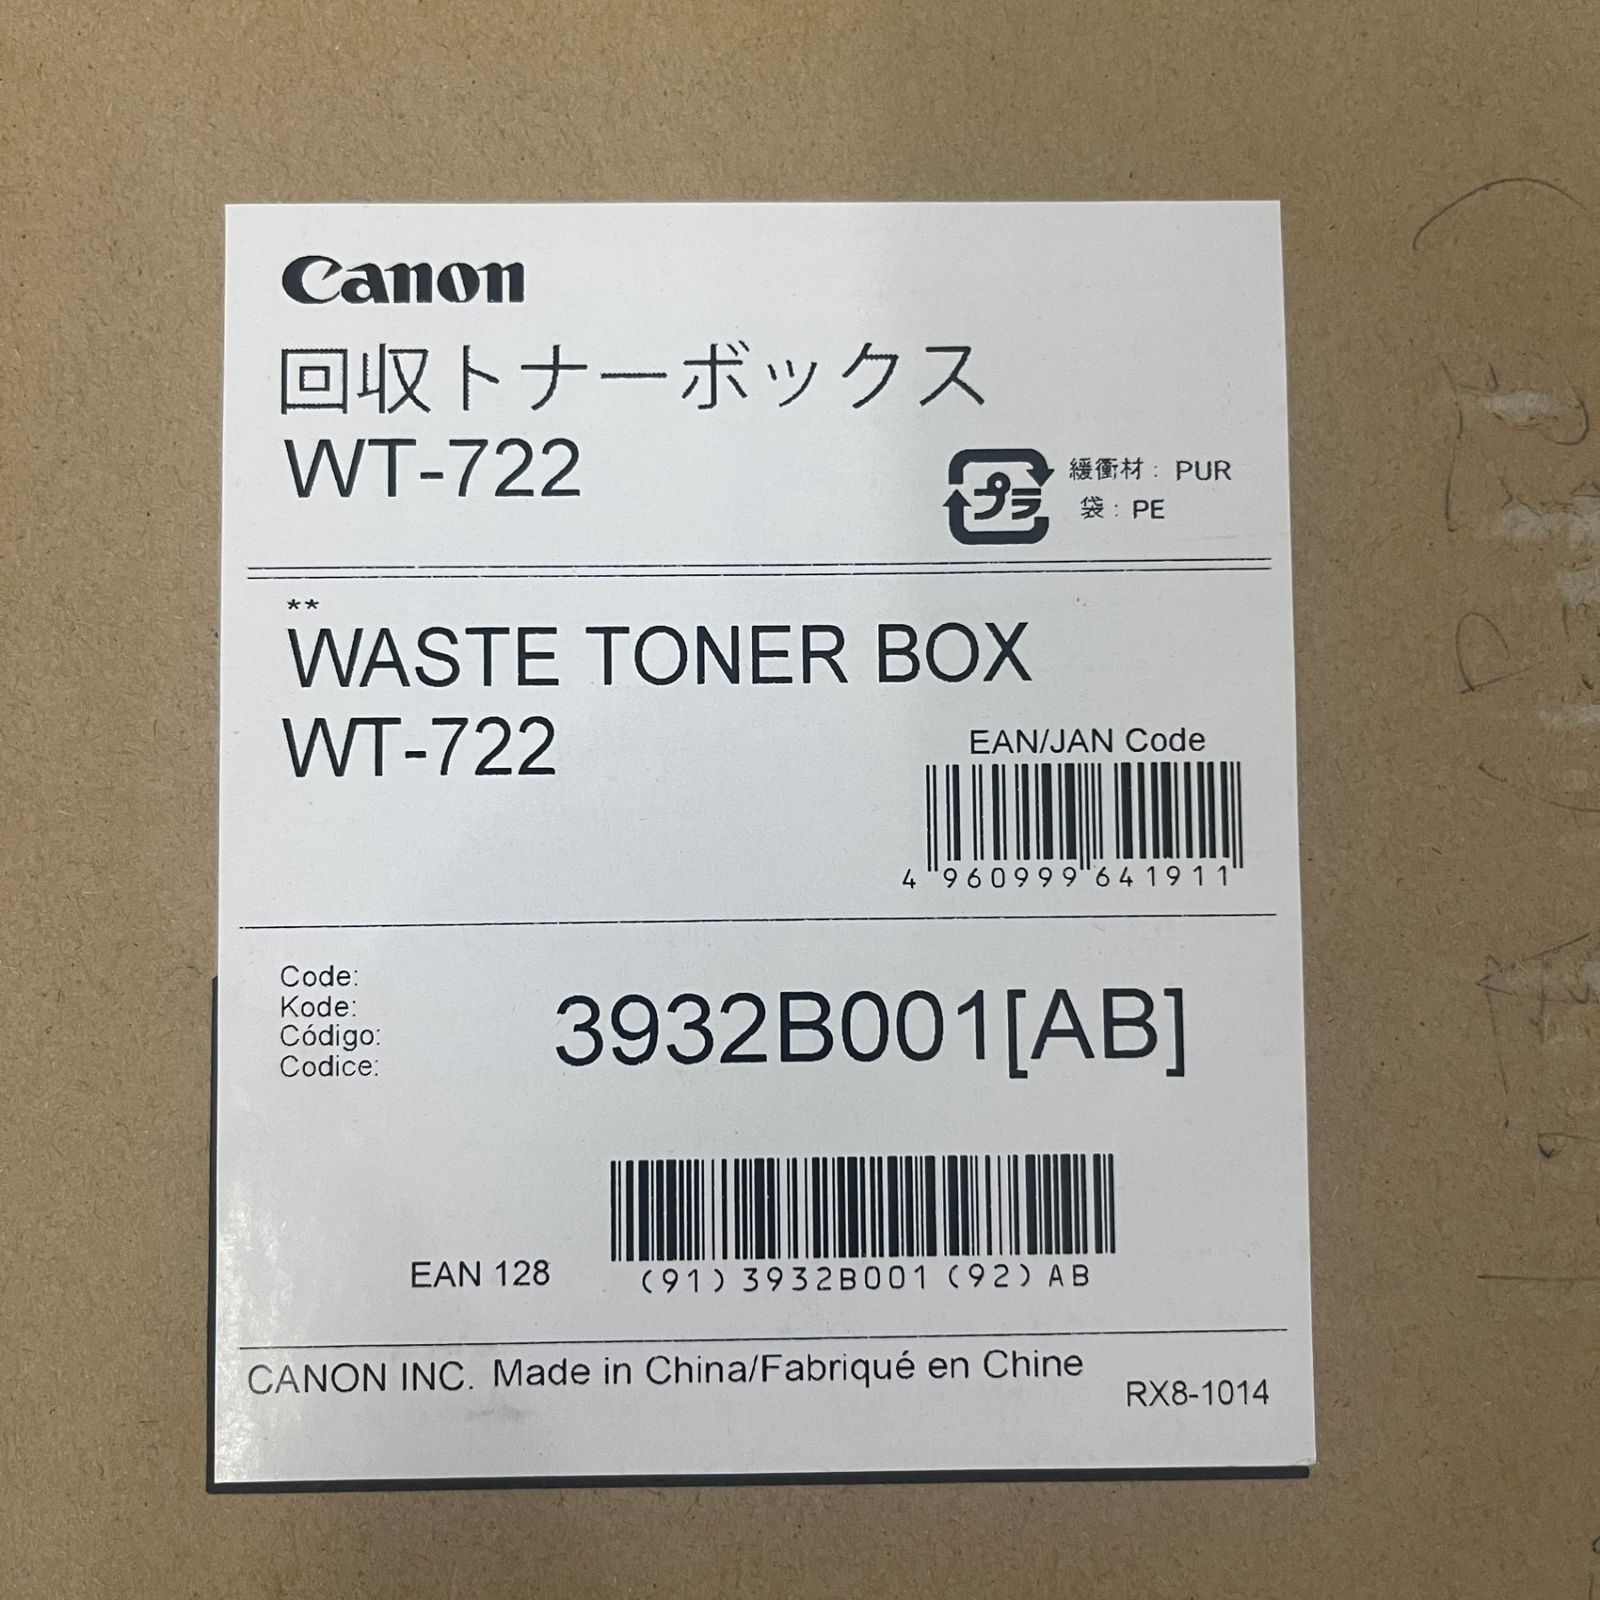 Canon
回収トナーボックス
WT-722
プラ
緩衝材： PUR
袋：PE
**
WASTE TONER BOX
WT-722
EAN/JAN Code
4 960999 641911
Code:
Kode:
Código:
Codice:
3932B001[AB]
EAN 128
(91) 3932B001 (92) AB
CANON INC. Made in China/Fabriqué en Chine
RX8-1014